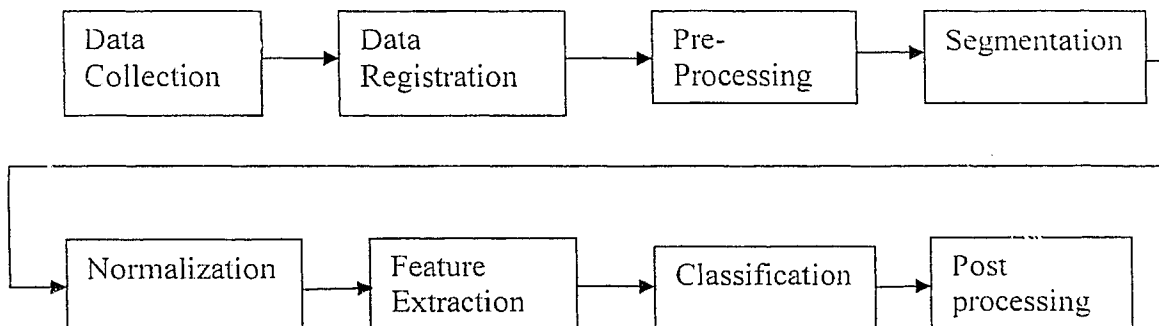 Data
Collection
Data
Registration
Pre-
Processing
Segmentation
Normalization
Feature
Extraction
Classification
Post
processing